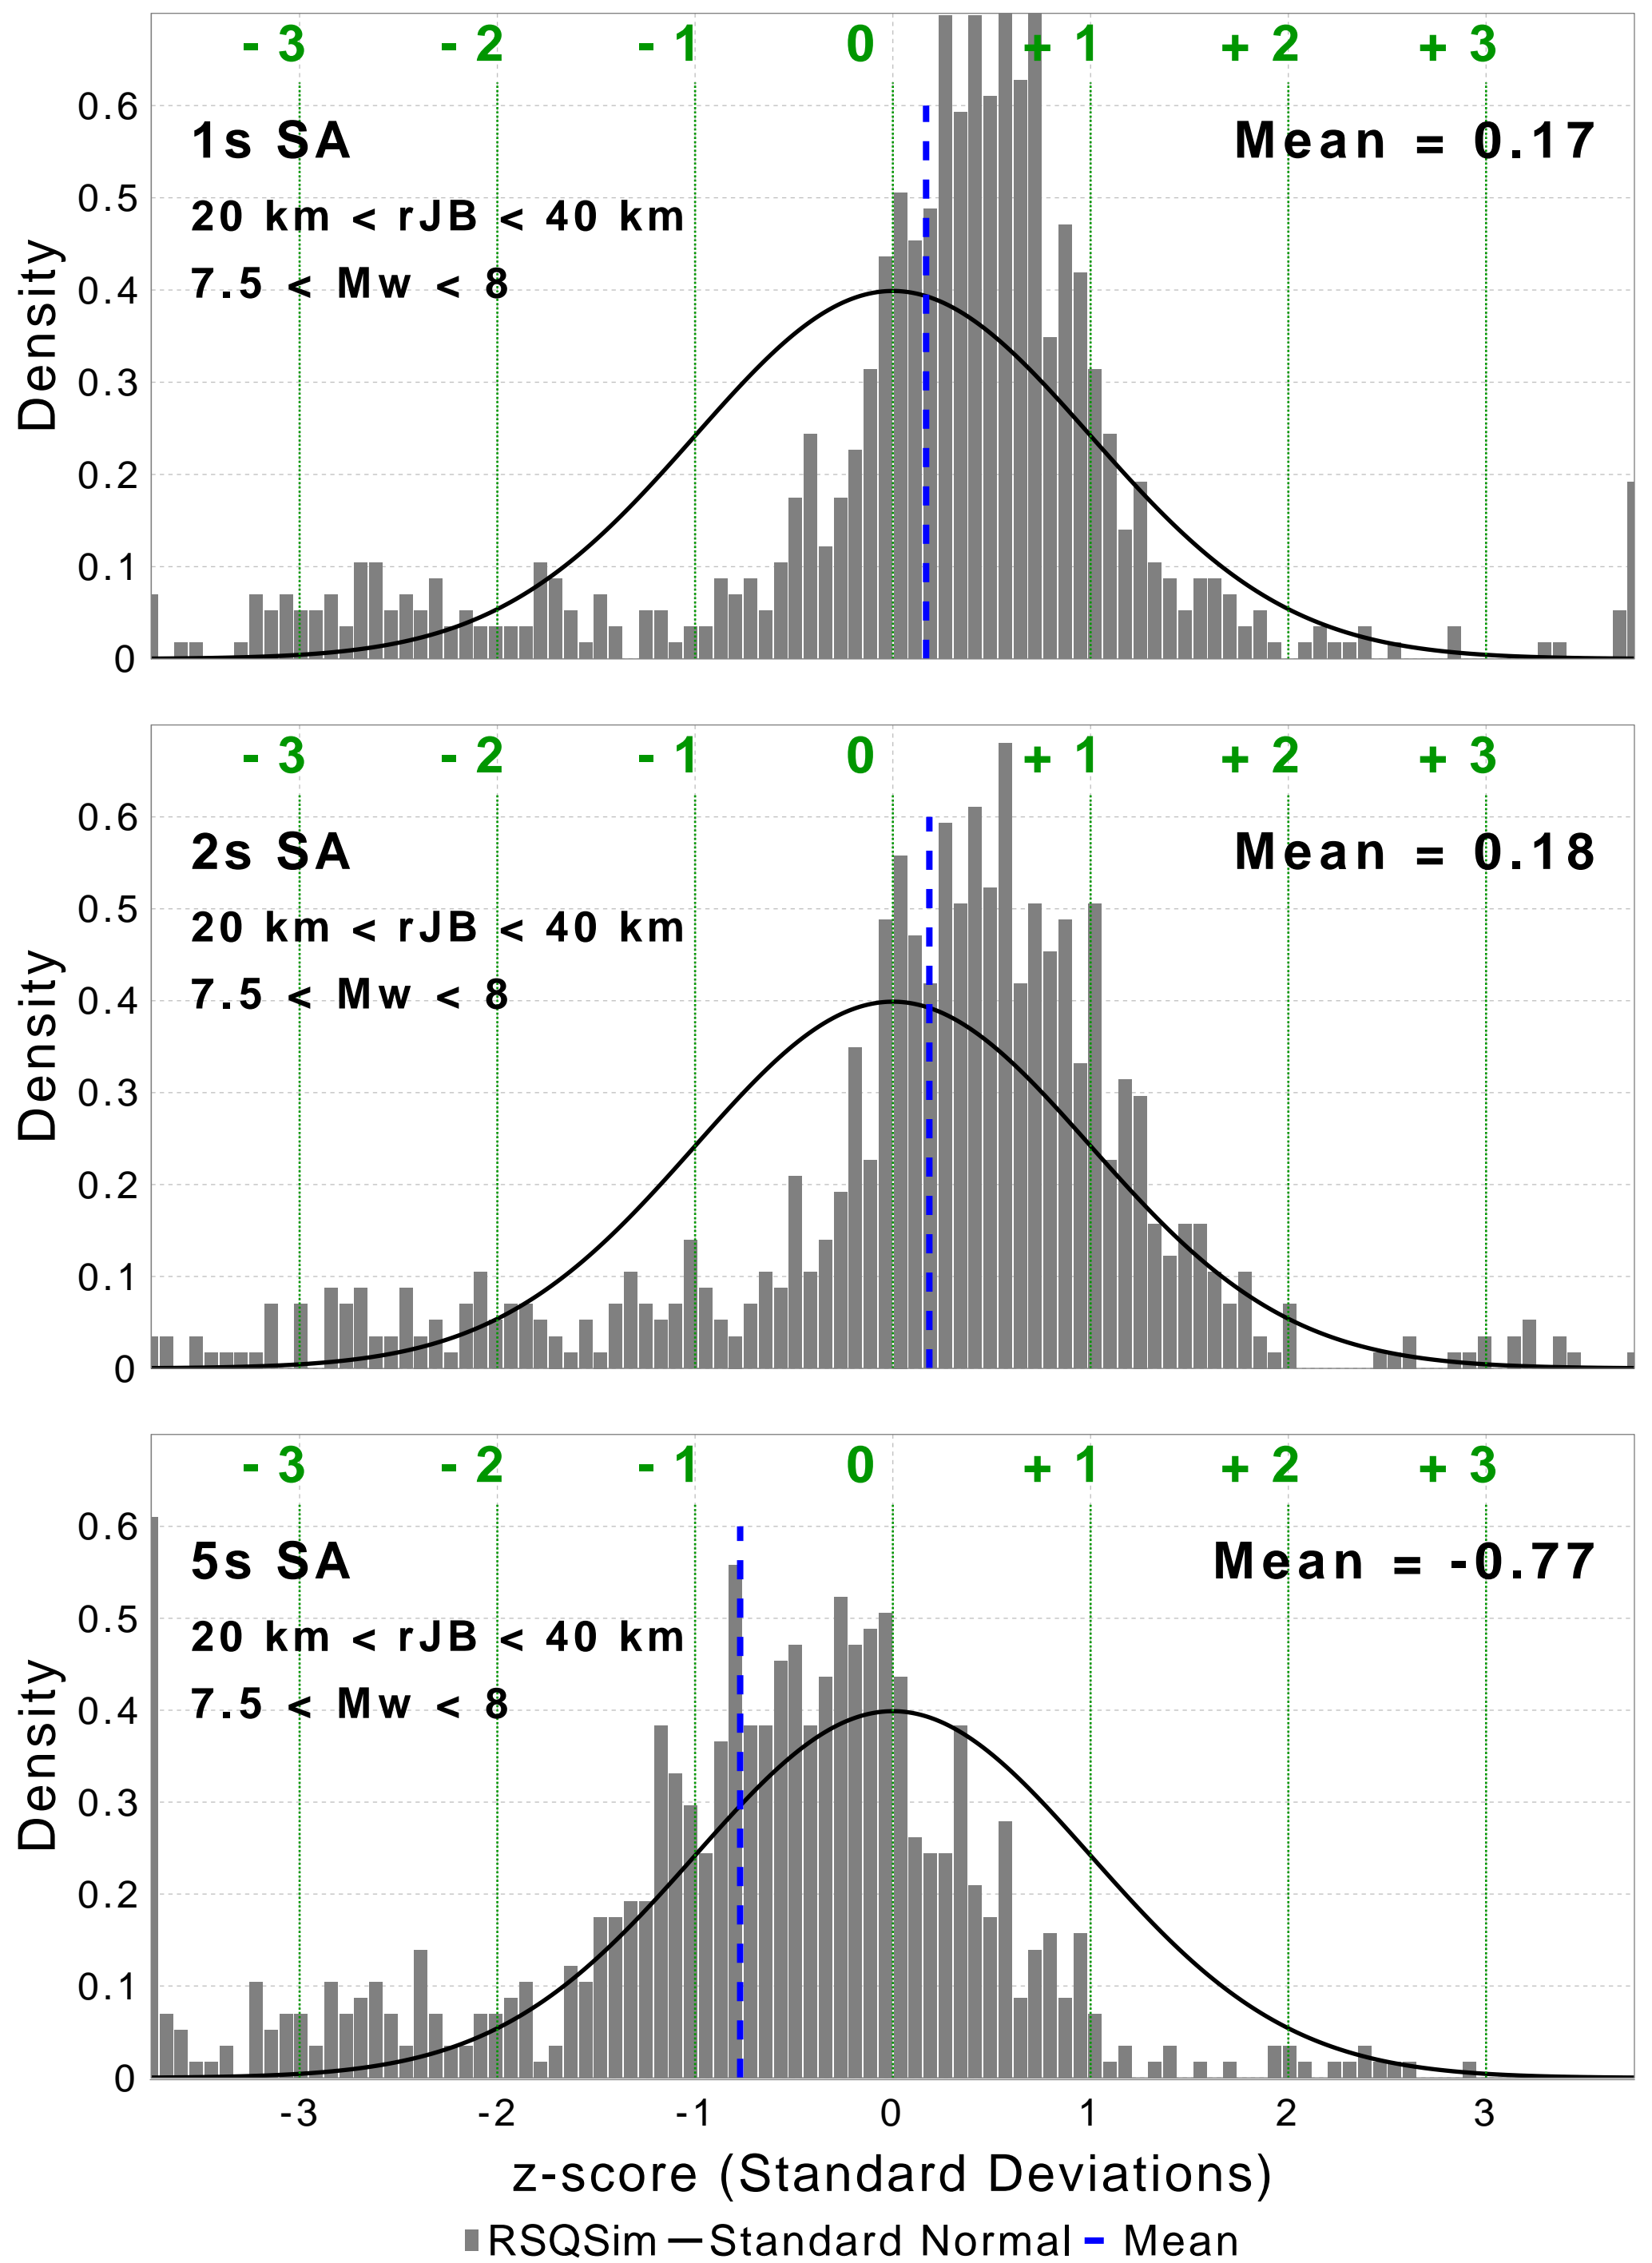 - 3 - 2 - 1 0 + 1 + 2 + 3
0.6
1s SA Mean = 0.17
0.5
20 km < rJB < 40 km
7.5 < Mw < 8
0.4
Density
0.3
0.2
0.1
0
- 3 - 2 - 1 0 + 1 + 2 + 3
0.6
2s SA Mean = 0.18
0.5
20 km < rJB < 40 km
7.5 < Mw < 8
0.4
Density
0.3
0.2
0.1
0
- 3 - 2 - 1 0 + 1 + 2 + 3
0.6
5s SA Mean = -0.77
0.5
20 km < rJB < 40 km
7.5 < Mw < 8
0.4
Density
0.3
0.2
0.1
0
-3 -2 -1 0 1 2 3
z-score (Standard Deviations)
RSQSim Standard Normal Mean